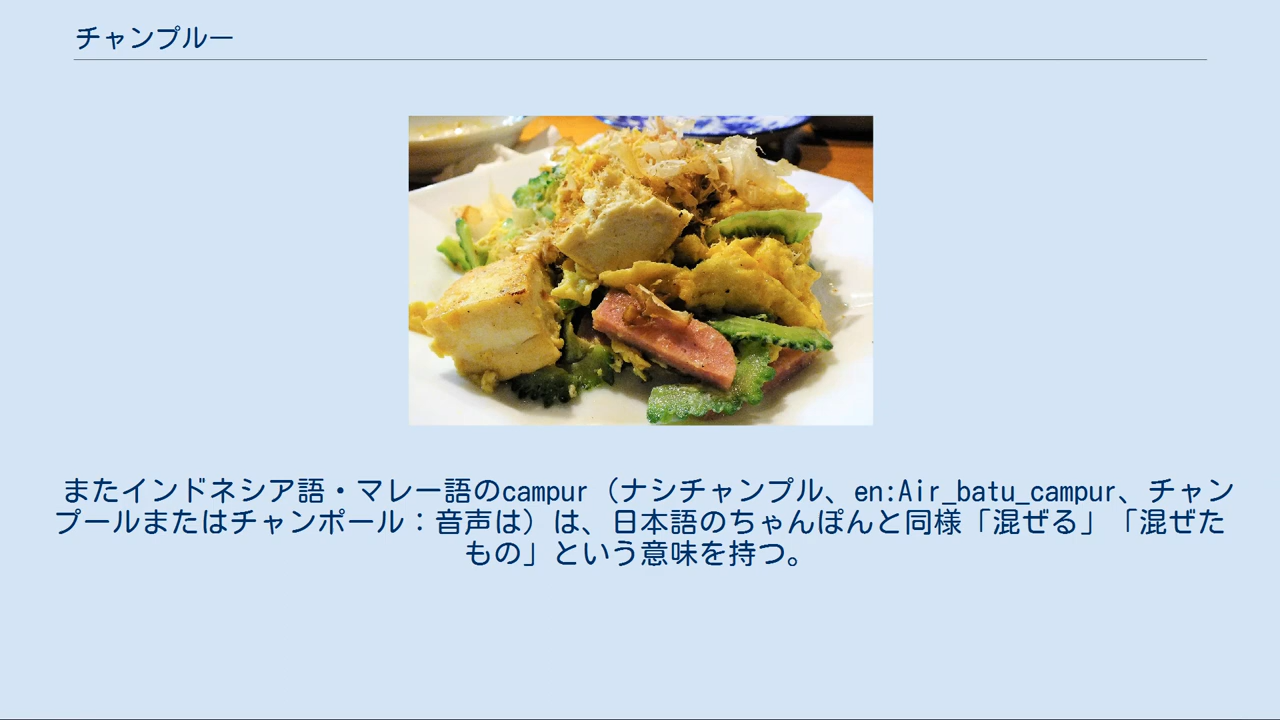 チャンプルー
またインドネシア語・マレー語のcampur（ナシチャンプル、en:Air_batu_campur、チャン
プールまたはチャンポール：音声は）は、日本語のちゃんぽんと同様「混ぜる」「混ぜた
もの」という意味を持つ。